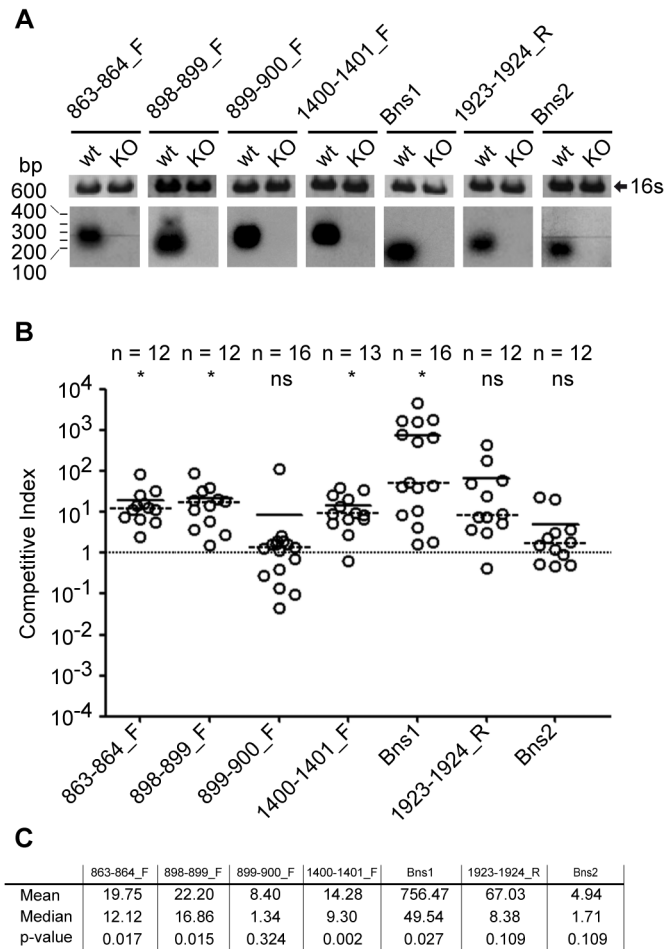 A
863-864_F 898-899_F 899-900_F 1400-1401_F Bns1 1923-1924_R Bns2
wt KO wt KO wt KO wt KO wt KO wt KO wt KO
bp
600
16s
400
300
200
100
B
n = 12 n = 12 n = 16 n = 13 n = 16 n = 12 n = 12
* * ns * * ns ns
10^4
10^3
10^2
10^1
1
10^-1
10^-2
10^-3
10^-4
Competitive Index
863-864_F 898-899_F 899-900_F 1400-1401_F Bns1 1923-1924_R Bns2
C
863-864_F 898-899_F 899-900_F 1400-1401_F Bns1 1923-1924_R Bns2
Mean 19.75 22.20 8.40 14.28 756.47 67.03 4.94
Median 12.12 16.86 1.34 9.30 49.54 8.38 1.71
p-value 0.017 0.015 0.324 0.002 0.027 0.109 0.109